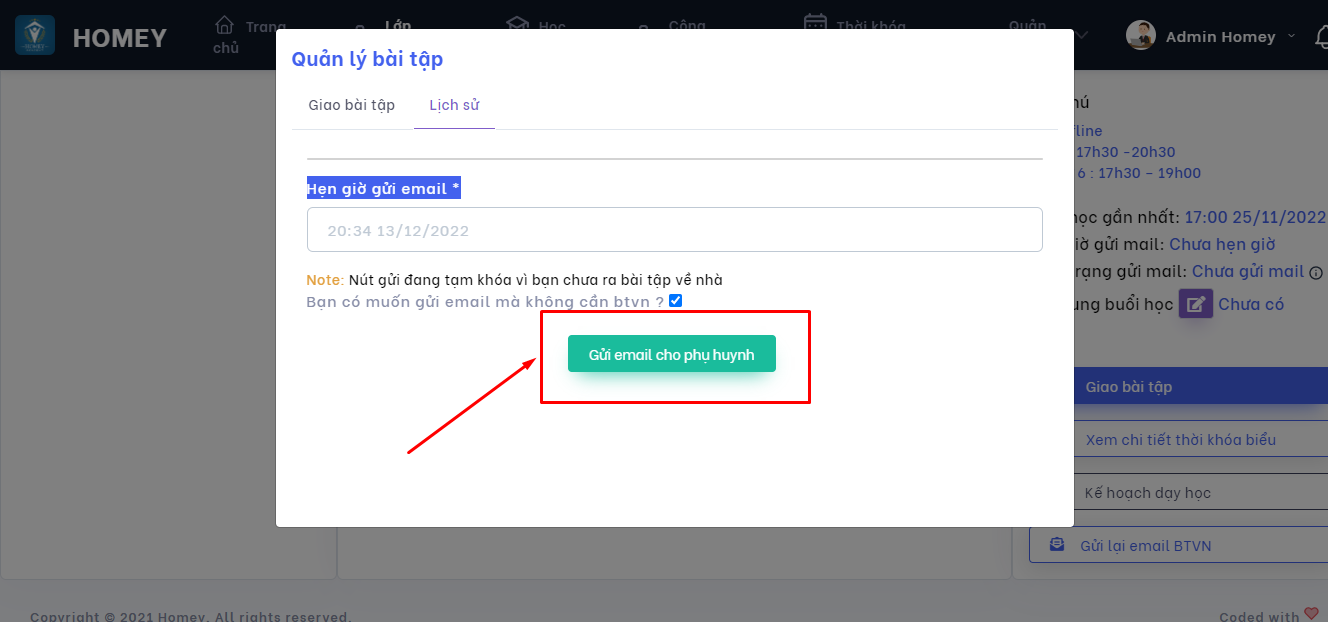 HOMEY
Trang chủ
Lớp
Học
Công
Thời khóa
Quản
Admin Homey
Quản lý bài tập
Giao bài tập
Lịch sử
Hẹn giờ gửi email *
20:34 13/12/2022
Note: Nút gửi đang tạm khóa vì bạn chưa ra bài tập về nhà
Bạn có muốn gửi email mà không cần btvn ?
Gửi email cho phụ huynh
17h30 -20h30
6 : 17h30 - 19h00
học gần nhất: 17:00 25/11/2022
gửi mail: Chưa hẹn giờ
gửi mail: Chưa gửi mail
buổi học Chưa có
Giao bài tập
Xem chi tiết thời khóa biểu
Kế hoạch dạy học
Gửi lại email BTVN
Copyright © 2021 Homey. All rights reserved.
Coded with